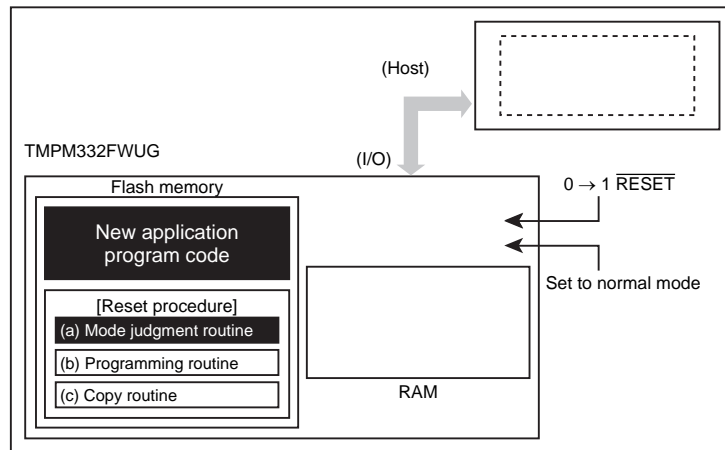 (Host)
TMPM332FWUG
(I/O)
Flash memory
0 → 1 RESET
New application
program code
Set to normal mode
[Reset procedure]
(a) Mode judgment routine
(b) Programming routine
(c) Copy routine
RAM